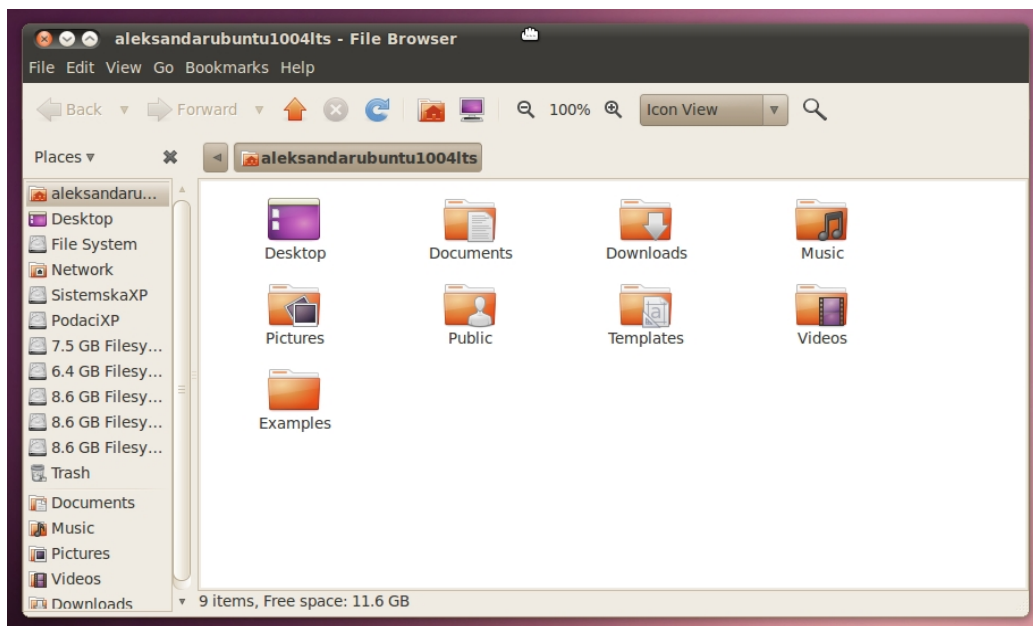 aleksandarubuntu1004lts - File Browser
File Edit View Go Bookmarks Help
Back Forward 100% Icon View
Places aleksandarubuntu1004lts
aleksandaru...
Desktop
File System
Network
SistemskaXP
PodaciXP
7.5 GB Filesy...
6.4 GB Filesy...
8.6 GB Filesy...
8.6 GB Filesy...
8.6 GB Filesy...
Trash
Documents
Music
Pictures
Videos
Downloads
Desktop Documents Downloads Music
Pictures Public Templates Videos
Examples
9 items, Free space: 11.6 GB